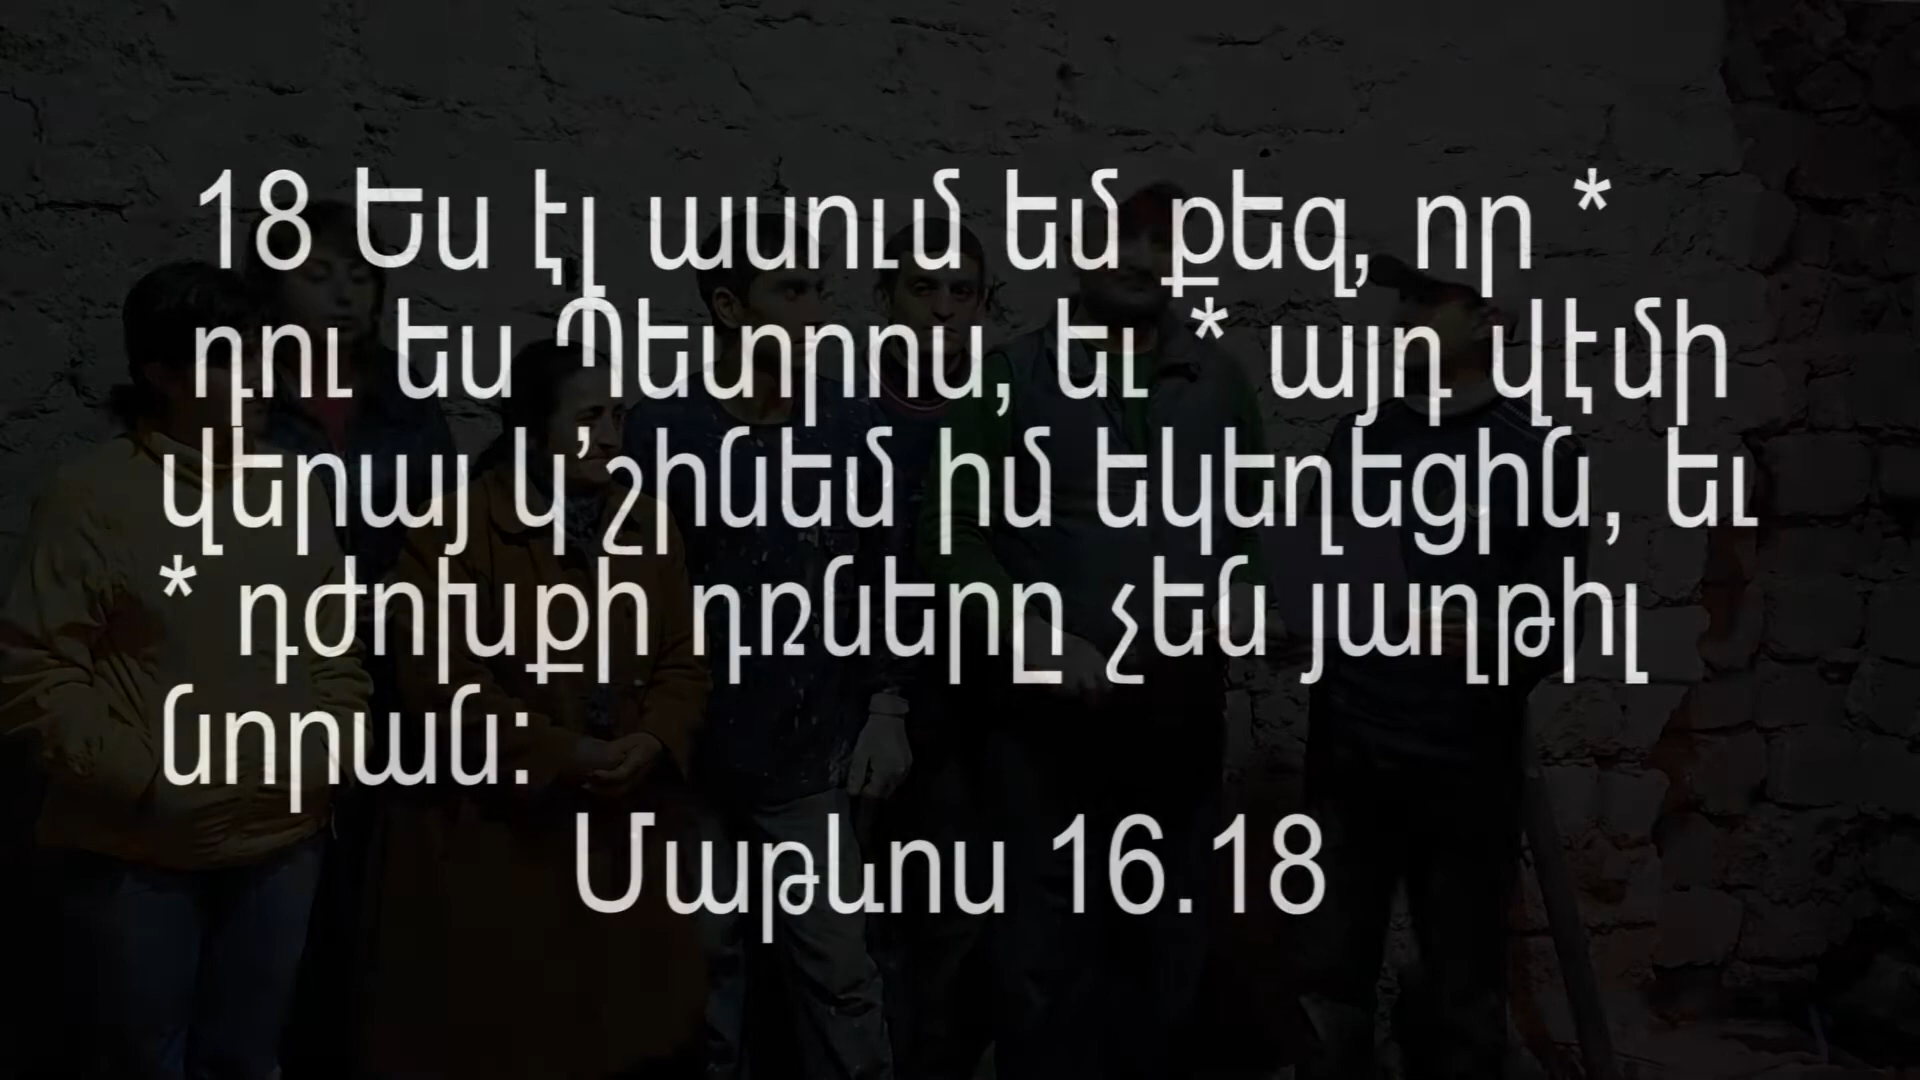 18 Ես էլ ասում եմ քեզ, որ *
դու ես Պետրոս, եւ * այդ վէմի
վերայ կ’շինեմ իմ եկեղեցին, եւ
* դժոխքի դռները չեն յաղթիլ
նորան:
Մաթևոս 16.18